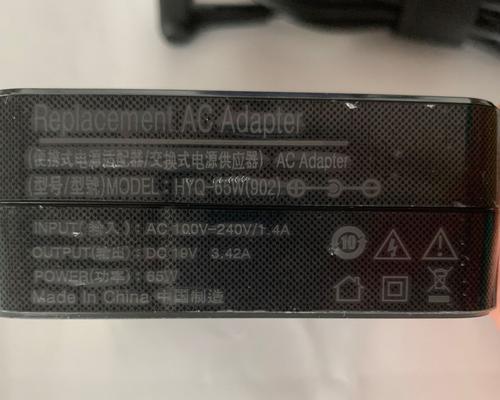 Replacement AC Adapter
(替换式电源适配器/交换式电源供应器) AC Adapter
(型号/型號)MODEL: HYQ-65W(902)
INPUT(输入): AC 100V-240V/1.4A
OUTPUT(输出): DC 19V 3.42A
POWER(功率): 65W
Made In China 中国制造
10